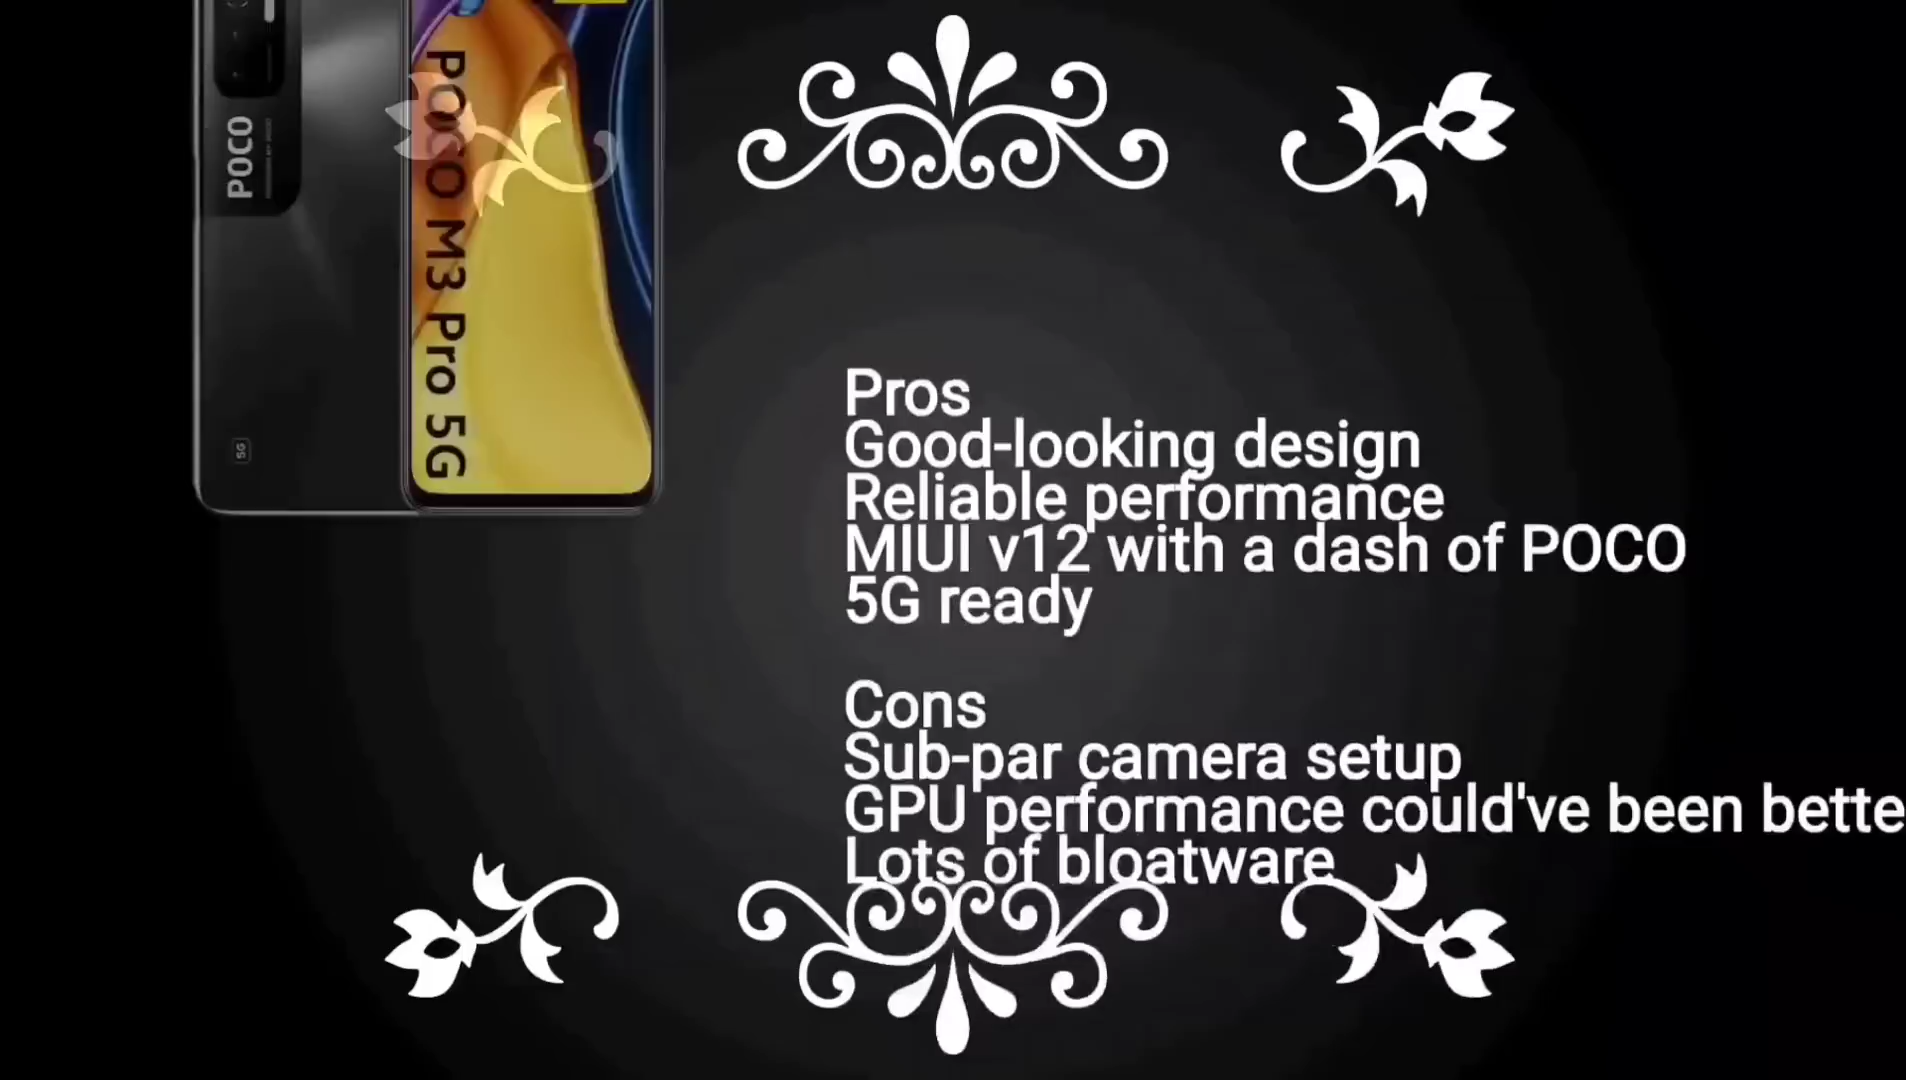 POCO
5G
POCO M3 Pro 5G
Pros
Good-looking design
Reliable performance
MIUI v12 with a dash of POCO
5G ready
Cons
Sub-par camera setup
GPU performance could've been bette
Lots of bloatware